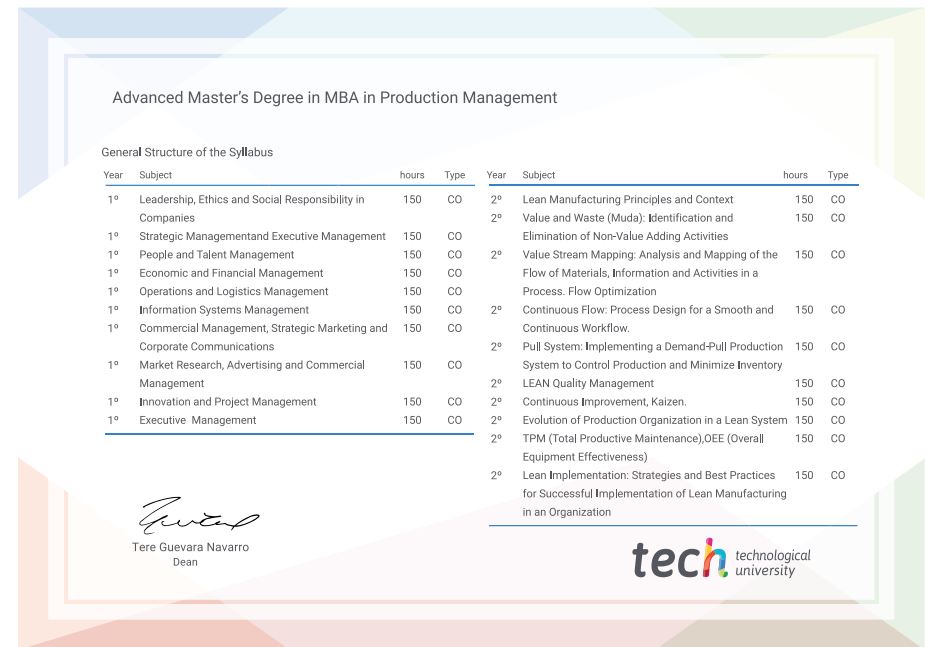 Advanced Master's Degree in MBA in Production Management
General Structure of the Syllabus
Year Subject hours Type
1º Leadership, Ethics and Social Responsibility in 150 CO
Companies
1º Strategic Managementand Executive Management 150 CO
1º People and Talent Management 150 CO
1º Economic and Financial Management 150 CO
1º Operations and Logistics Management 150 CO
1º Information Systems Management 150 CO
1º Commercial Management, Strategic Marketing and 150 CO
Corporate Communications
1º Market Research, Advertising and Commercial 150 CO
Management
1º Innovation and Project Management 150 CO
1º Executive Management 150 CO
Year Subject hours Type
2º Lean Manufacturing Principles and Context 150 CO
2º Value and Waste (Muda): Identification and 150 CO
Elimination of Non-Value Adding Activities
2º Value Stream Mapping: Analysis and Mapping of the 150 CO
Flow of Materials, Information and Activities in a
Process. Flow Optimization
2º Continuous Flow: Process Design for a Smooth and 150 CO
Continuous Workflow.
2º Pull System: Implementing a Demand-Pull Production 150 CO
System to Control Production and Minimize Inventory
2º LEAN Quality Management 150 CO
2º Continuous Improvement, Kaizen. 150 CO
2º Evolution of Production Organization in a Lean System 150 CO
2º TPM (Total Productive Maintenance),OEE (Overall 150 CO
Equipment Effectiveness)
2º Lean Implementation: Strategies and Best Practices 150 CO
for Successful Implementation of Lean Manufacturing
in an Organization
Tere Guevara Navarro
Dean
tech technological
university